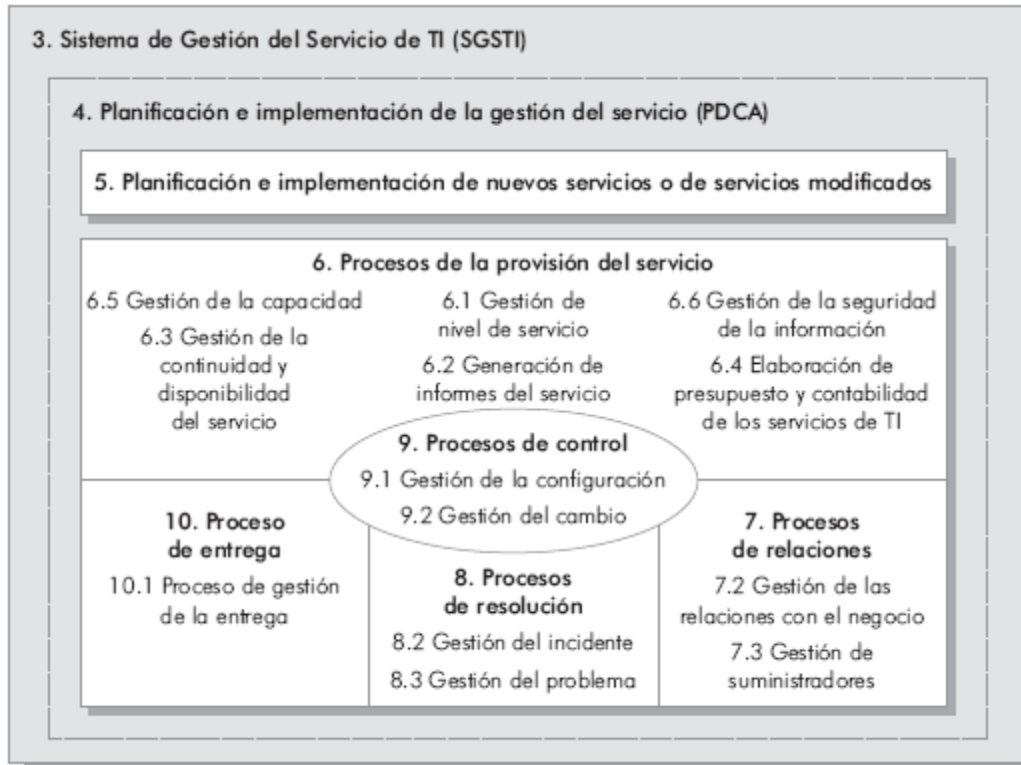 3. Sistema de Gestión del Servicio de TI (SGSTI)
4. Planificación e implementación de la gestión del servicio (PDCA)
5. Planificación e implementación de nuevos servicios o de servicios modificados
6. Procesos de la provisión del servicio
6.5 Gestión de la capacidad
6.3 Gestión de la
continuidad y
disponibilidad
del servicio
6.1 Gestión de
nivel de servicio
6.2 Generación de
informes del servicio
6.6 Gestión de la seguridad
de la información
6.4 Elaboración de
presupuesto y contabilidad
de los servicios de TI
9. Procesos de control
9.1 Gestión de la configuración
9.2 Gestión del cambio
10. Proceso
de entrega
10.1 Proceso de gestión
de la entrega
8. Procesos
de resolución
8.2 Gestión del incidente
8.3 Gestión del problema
7. Procesos
de relaciones
7.2 Gestión de las
relaciones con el negocio
7.3 Gestión de
suministradores